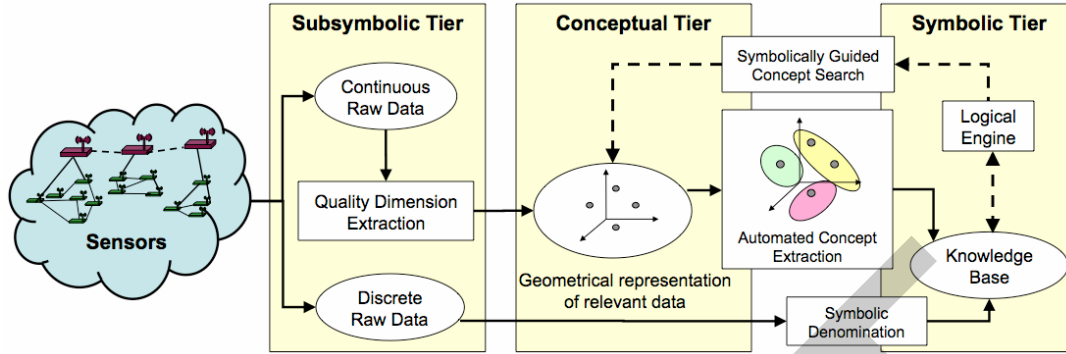 Subsymbolic Tier
Conceptual Tier
Symbolic Tier
Symbolically Guided
Concept Search
Continuous
Raw Data
Logical
Engine
Quality Dimension
Extraction
Sensors
Automated Concept
Extraction
Knowledge
Base
Geometrical representation
of relevant data
Discrete
Raw Data
Symbolic
Denomination